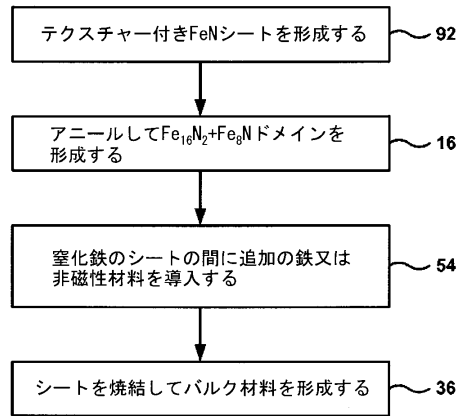 テクスチャー付きFeNシートを形成する
92
アニールしてFe₁₆N₂+Fe₈Nドメインを
形成する
16
窒化鉄のシートの間に追加の鉄又は
非磁性材料を導入する
54
シートを焼結してバルク材料を形成する
36